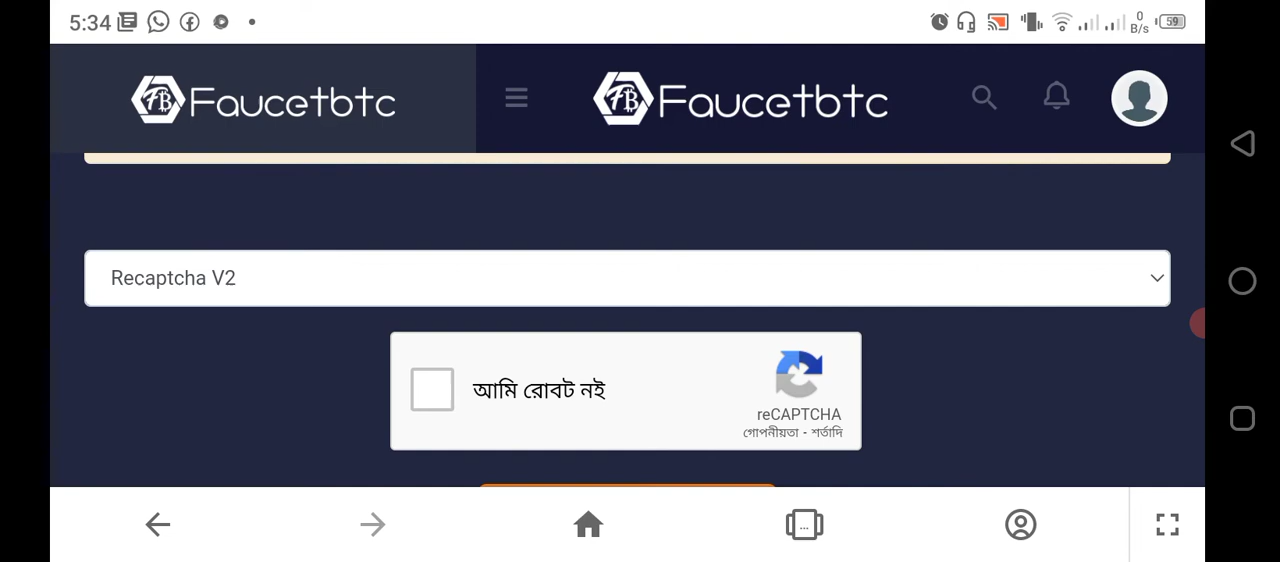 5:34
0
B/s
59
Faucetbtc
Faucetbtc
Recaptcha V2
আমি রোবট নই
reCAPTCHA
গোপনীয়তা - শর্তাদি
...